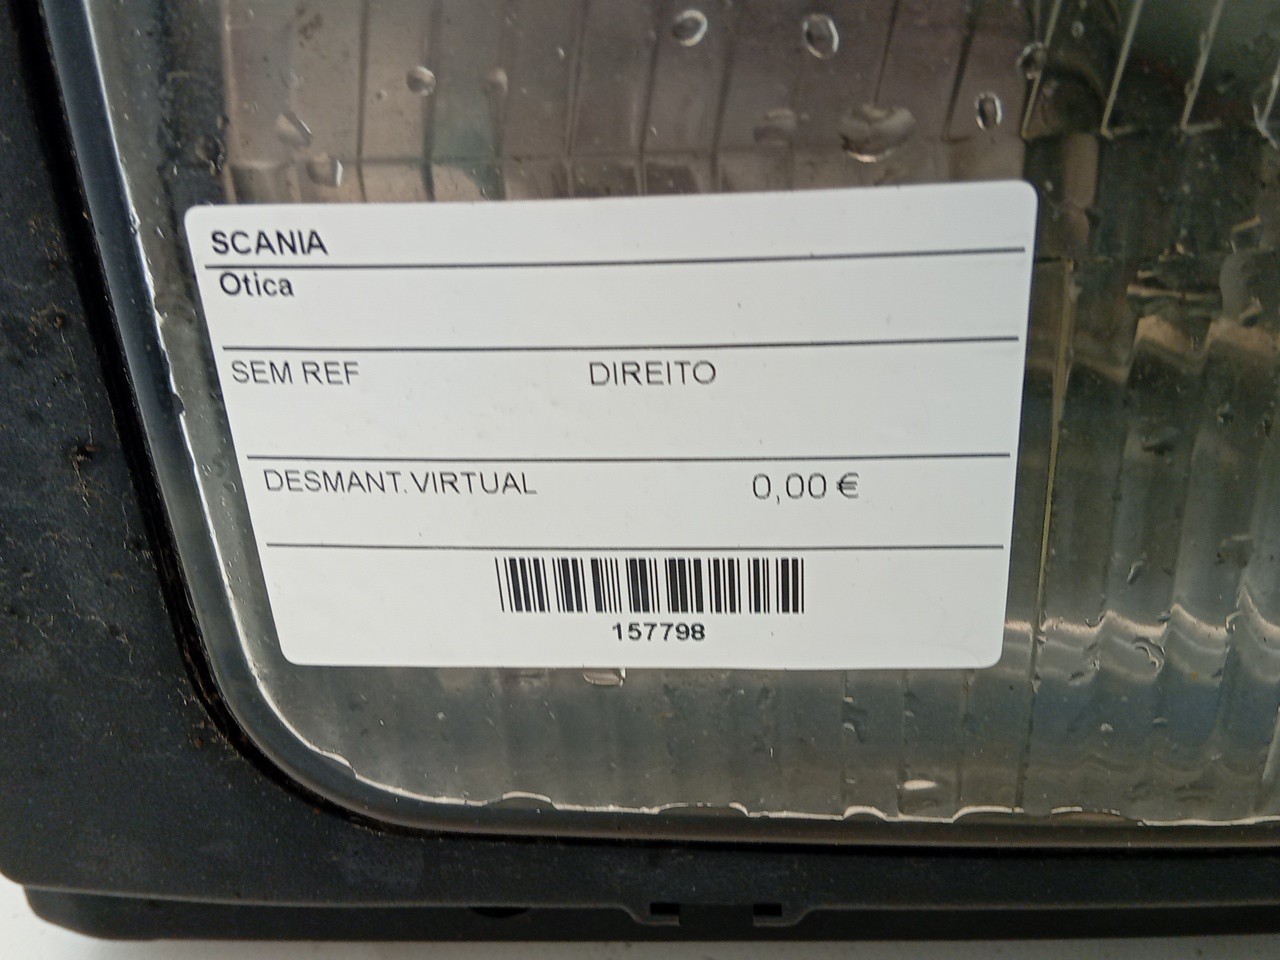 SCANIA
Otica
SEM REF DIREITO
DESMANT.VIRTUAL 0,00 €
157798